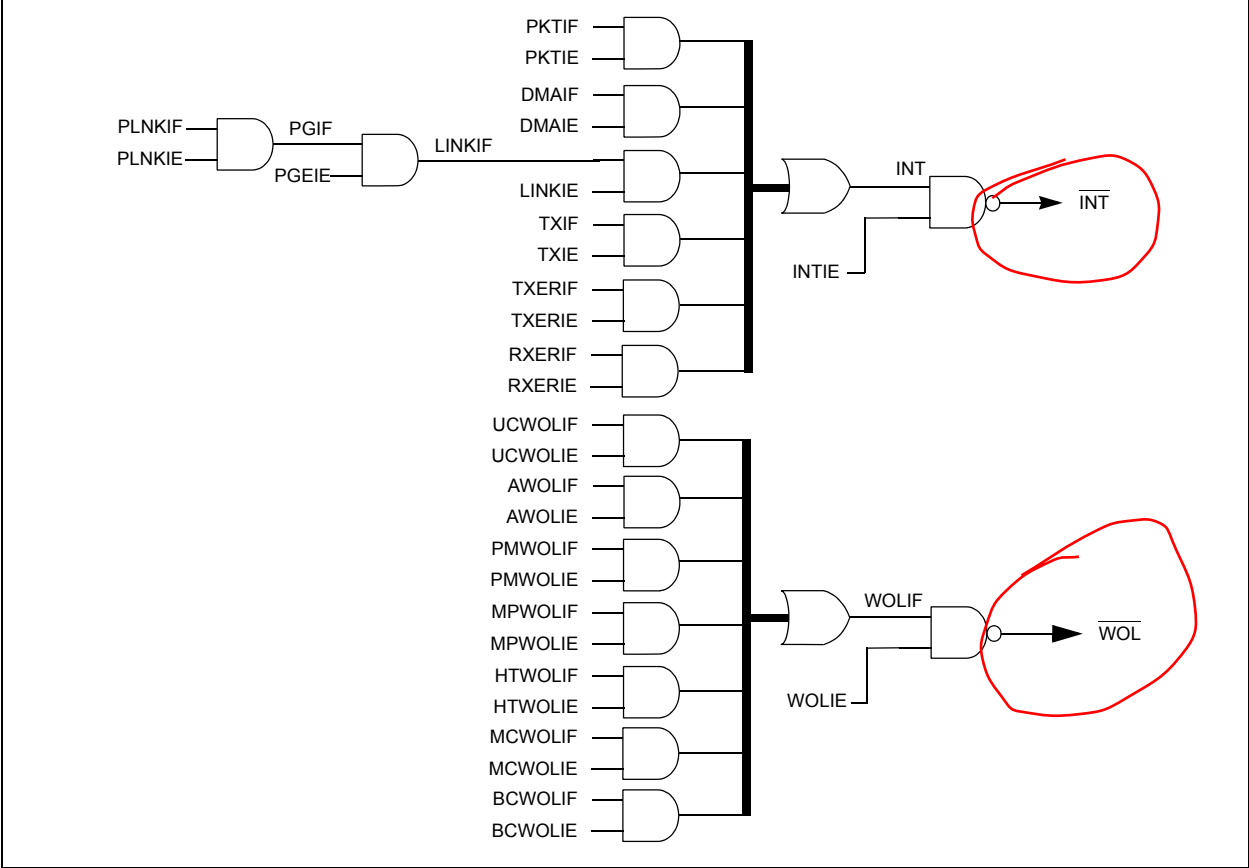 PKTIF
PKTIE
DMAIF
DMAIE
PLNKIF
PLNKIE
PGIF
PGEIE
LINKIF
LINKIE
TXIF
TXIE
TXERIF
TXERIE
RXERIF
RXERIE
INT
INTIE
INT
UCWOLIF
UCWOLIE
AWOLIF
AWOLIE
PMWOLIF
PMWOLIE
MPWOLIF
MPWOLIE
HTWOLIF
HTWOLIE
MCWOLIF
MCWOLIE
BCWOLIF
BCWOLIE
WOLIF
WOLIE
WOL